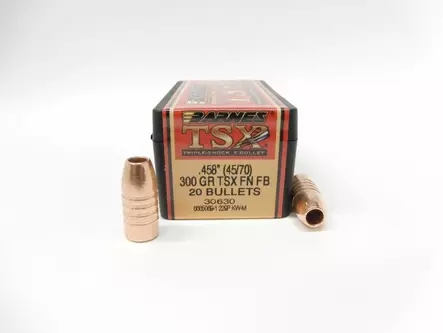 BARNES
TSX
TRIPLE-SHOCK X BULLET
.458" (45/70)
300 GR TSX FN FB
20 BULLETS
30630